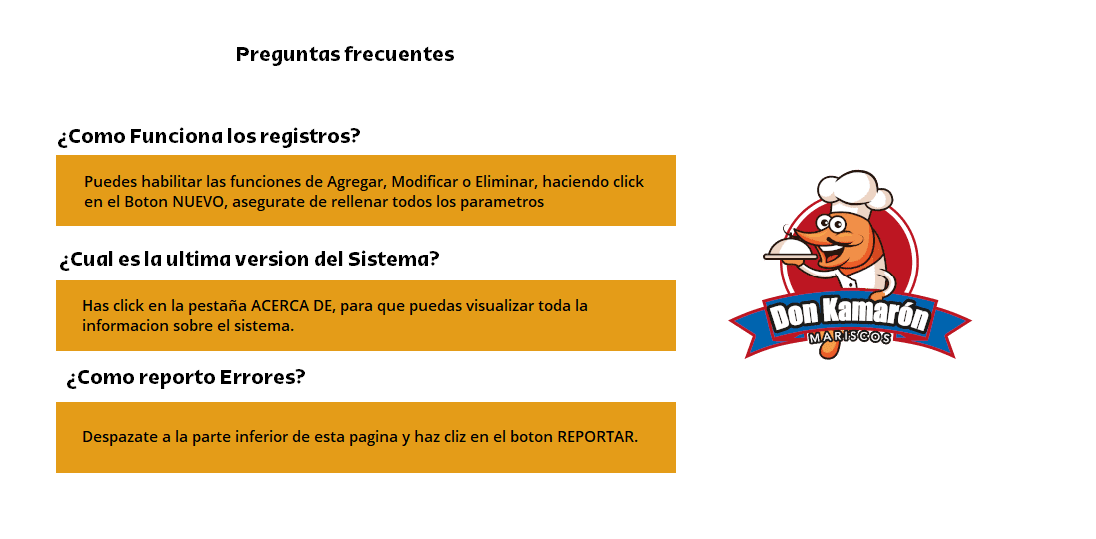 Preguntas frecuentes
¿Como Funciona los registros?
Puedes habilitar las funciones de Agregar, Modificar o Eliminar, haciendo click
en el Boton NUEVO, asegurate de rellenar todos los parametros
¿Cual es la ultima version del Sistema?
Has click en la pestaña ACERCA DE, para que puedas visualizar toda la
informacion sobre el sistema.
¿Como reporto Errores?
Despazate a la parte inferior de esta pagina y haz cliz en el boton REPORTAR.
Don Kamarón
MARISCOS